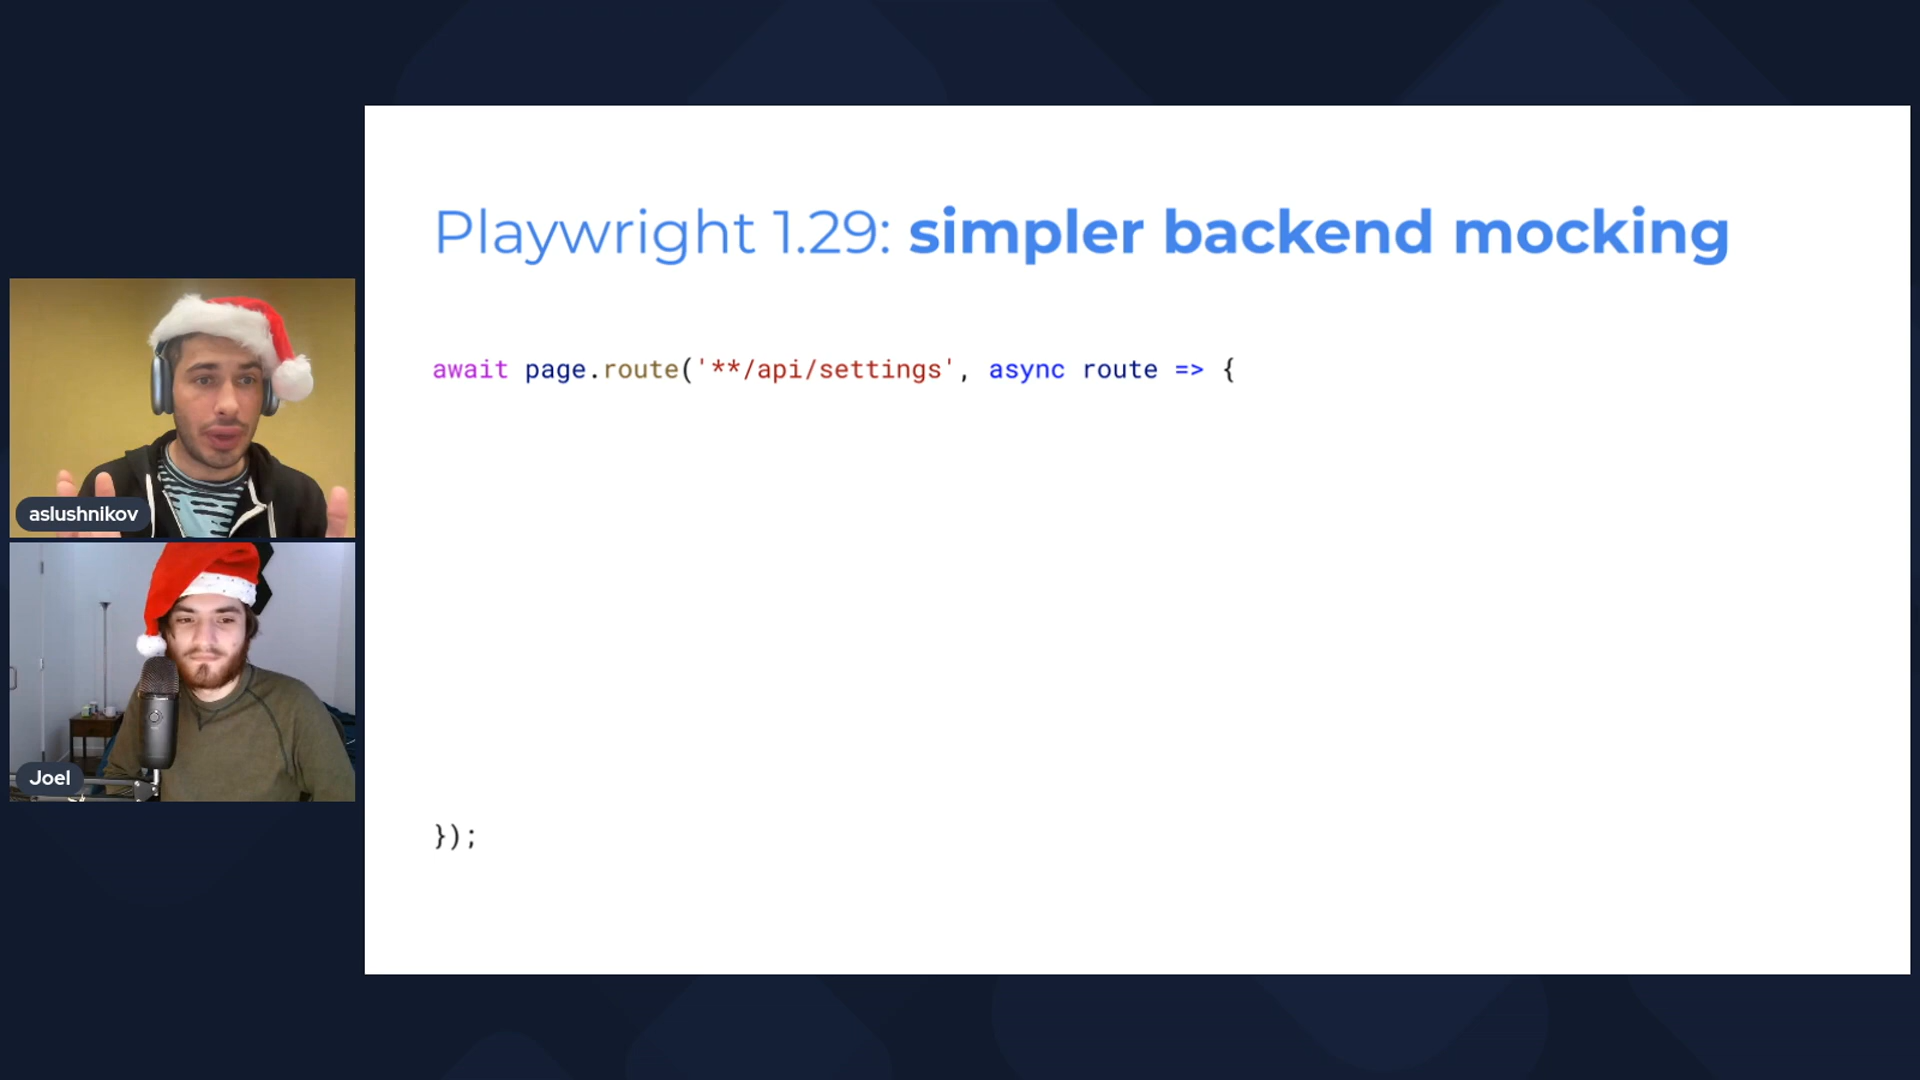 Playwright 1.29: simpler backend mocking
await page.route('**/api/settings', async route => {
});
aslushnikov
Joel